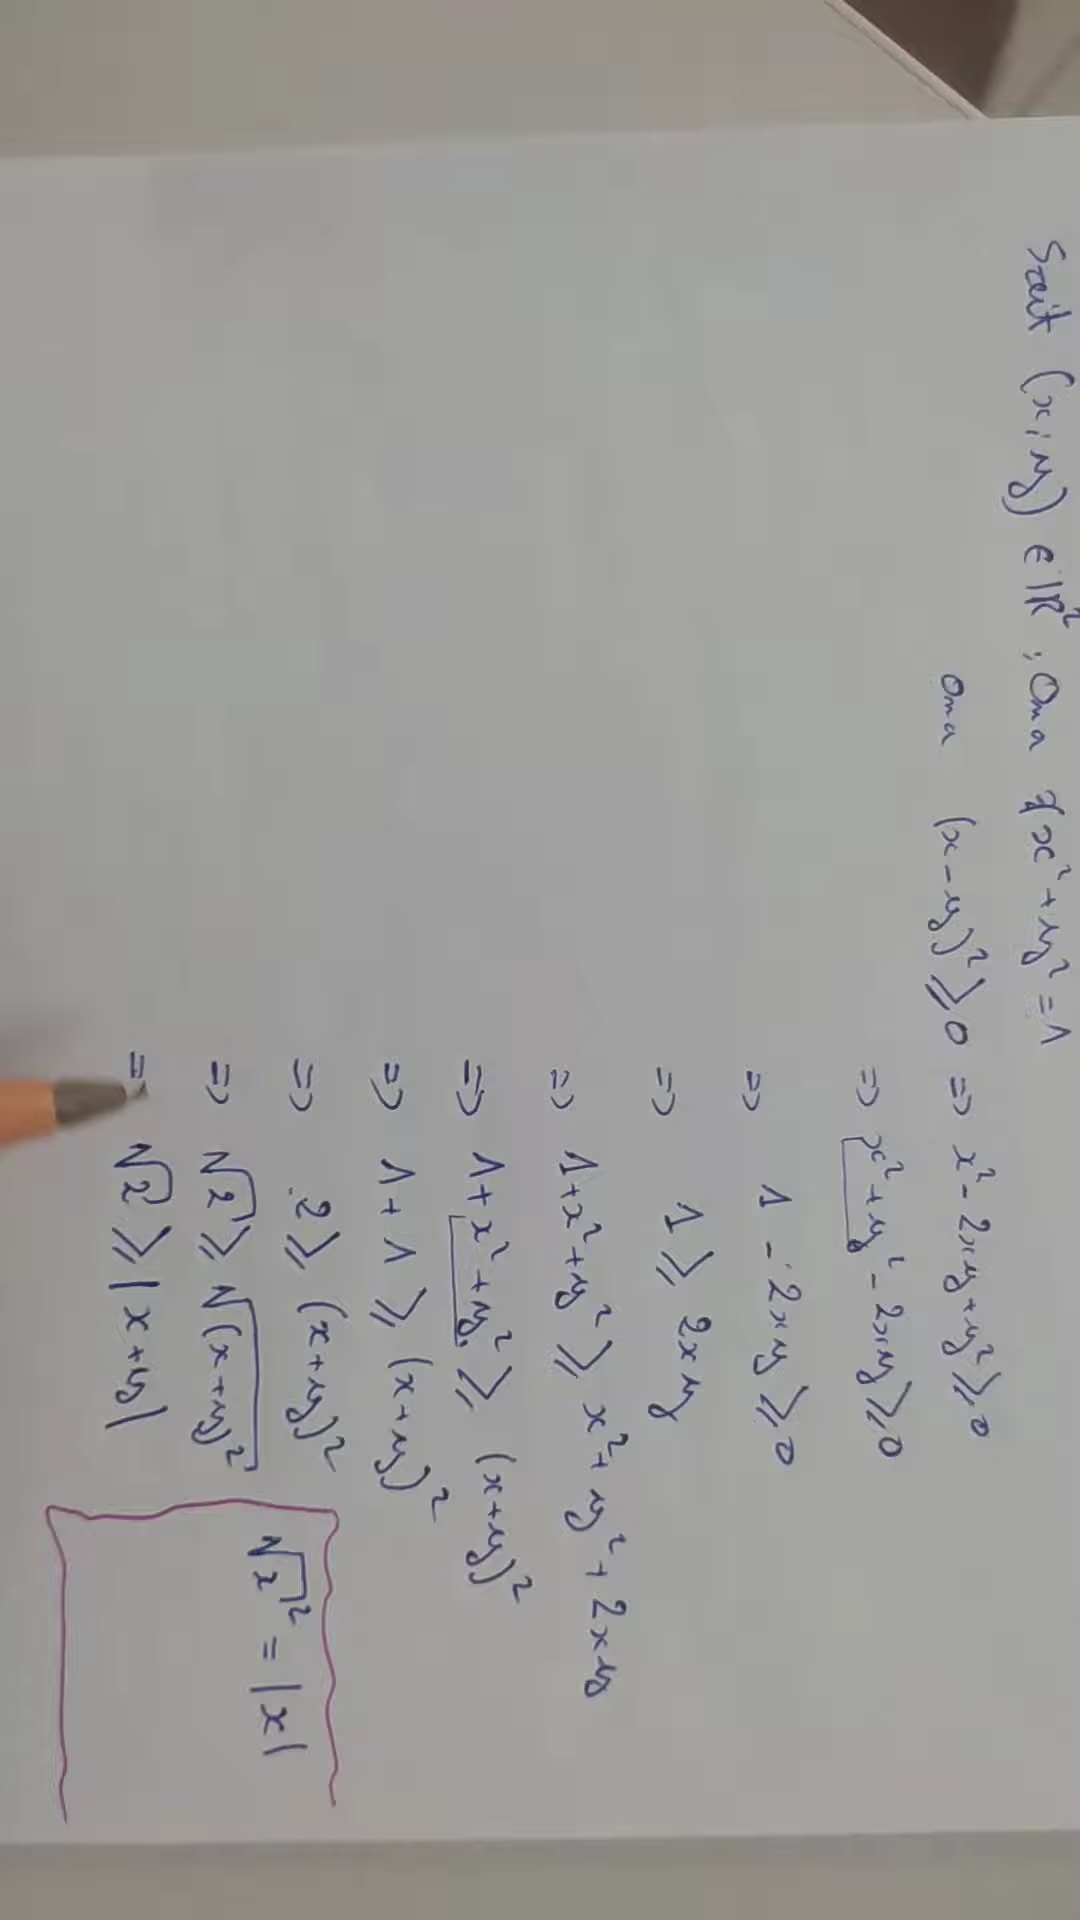 Soit (x; y) ∈ ℝ², On a x² + y² = 1
On a (x - y)² ⩾ 0 => x² - 2xy + y² ⩾ 0
=> x² + y² - 2xy ⩾ 0
=> 1 - 2xy ⩾ 0
=> 1 ⩾ 2xy
=> 1 + x² + y² ⩾ x² + y² + 2xy
=> 1 + x² + y² ⩾ (x + y)²
=> 1 + 1 ⩾ (x + y)²
=> 2 ⩾ (x + y)²
=> √2 ⩾ √(x + y)²
= √2 ⩾ |x + y|
√x² = |x|